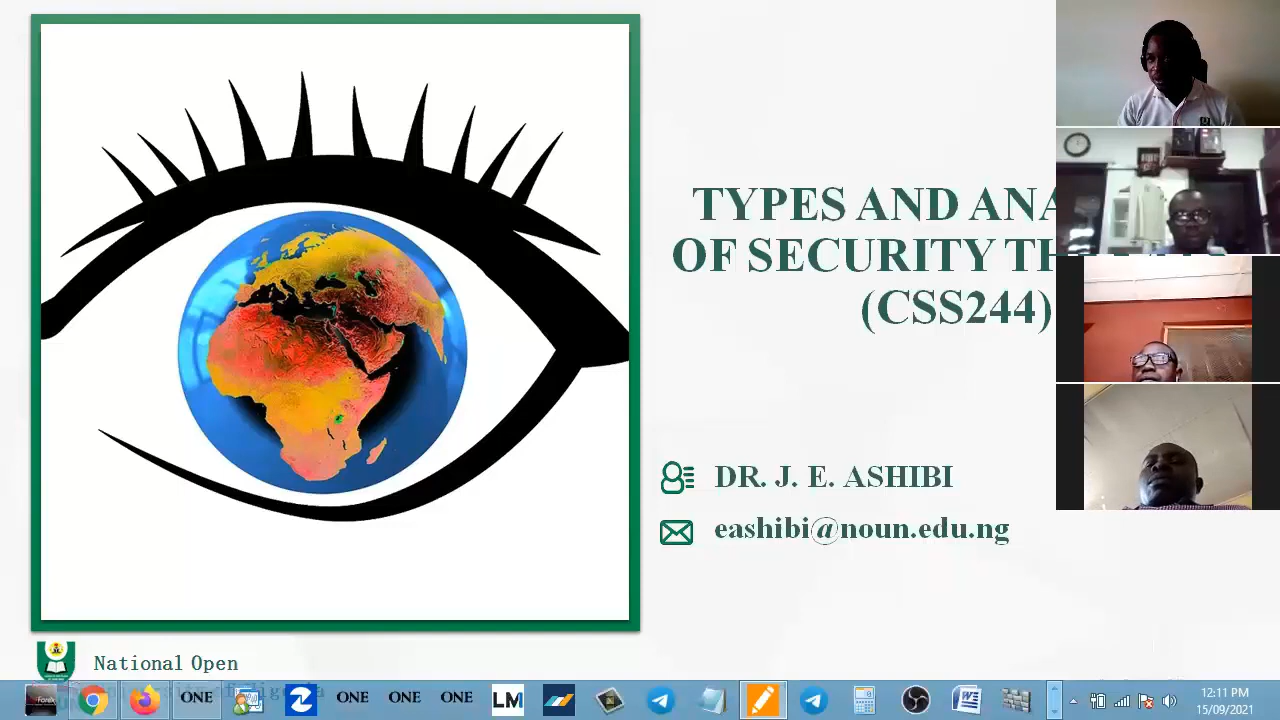 TYPES AND ANA
OF SECURITY TH
(CSS244)
DR. J. E. ASHIBI
eashibi@noun.edu.ng
National Open
ONE
ONE
ONE
ONE
LM
12:11 PM
15/09/2021